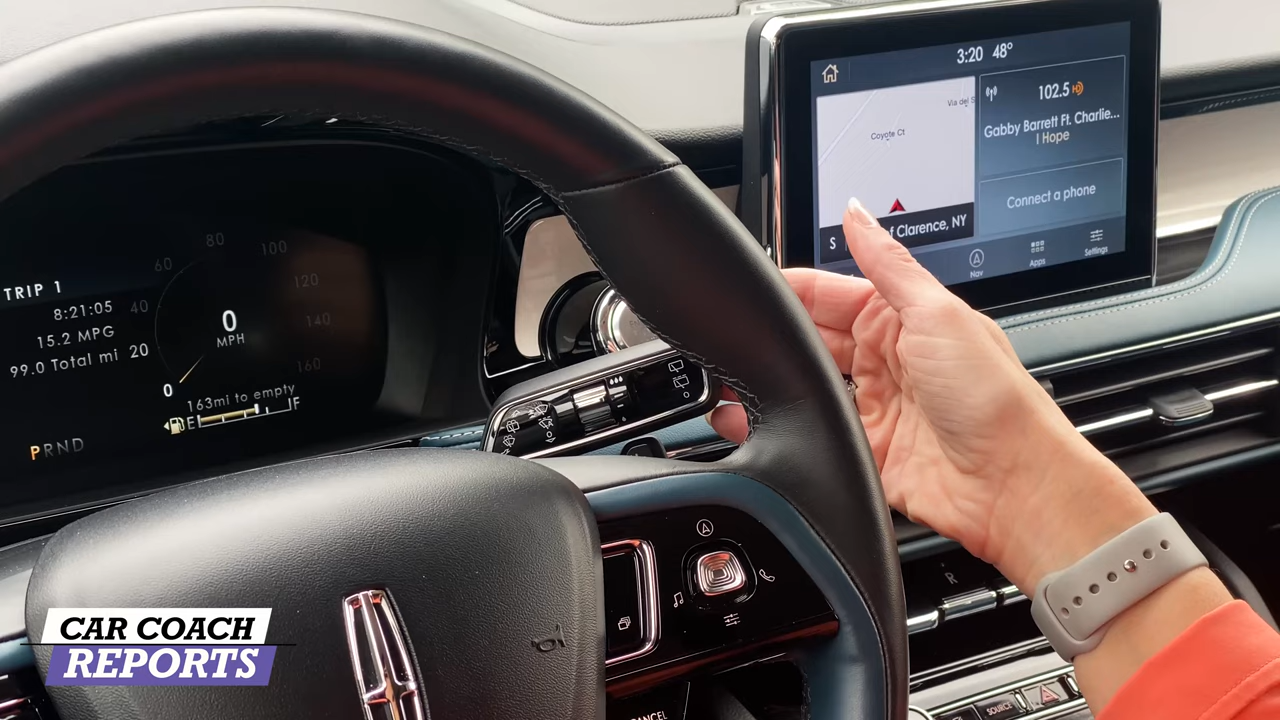 3:20 48°
102.5
Via del S
Coyote Ct
Gabby Barrett Ft. Charlie...
I Hope
Connect a phone
S
of Clarence, NY
Nav
Apps
Settings
TRIP 1
8:21:05
15.2 MPG
99.0 Total mi
0 20 40 60 80 100 120 140 160
0
MPH
163mi to empty
E F
PRND
R
SOURCE
CANCEL
CAR COACH
REPORTS